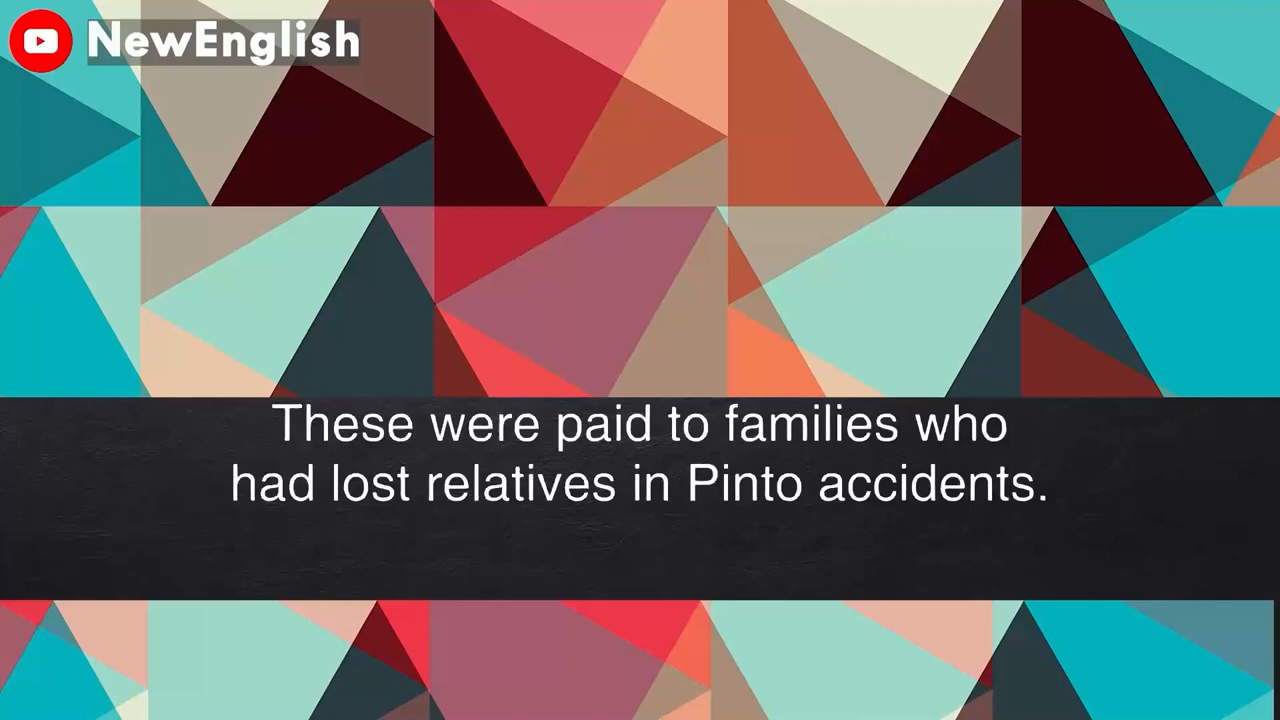 NewEnglish
These were paid to families who
had lost relatives in Pinto accidents.